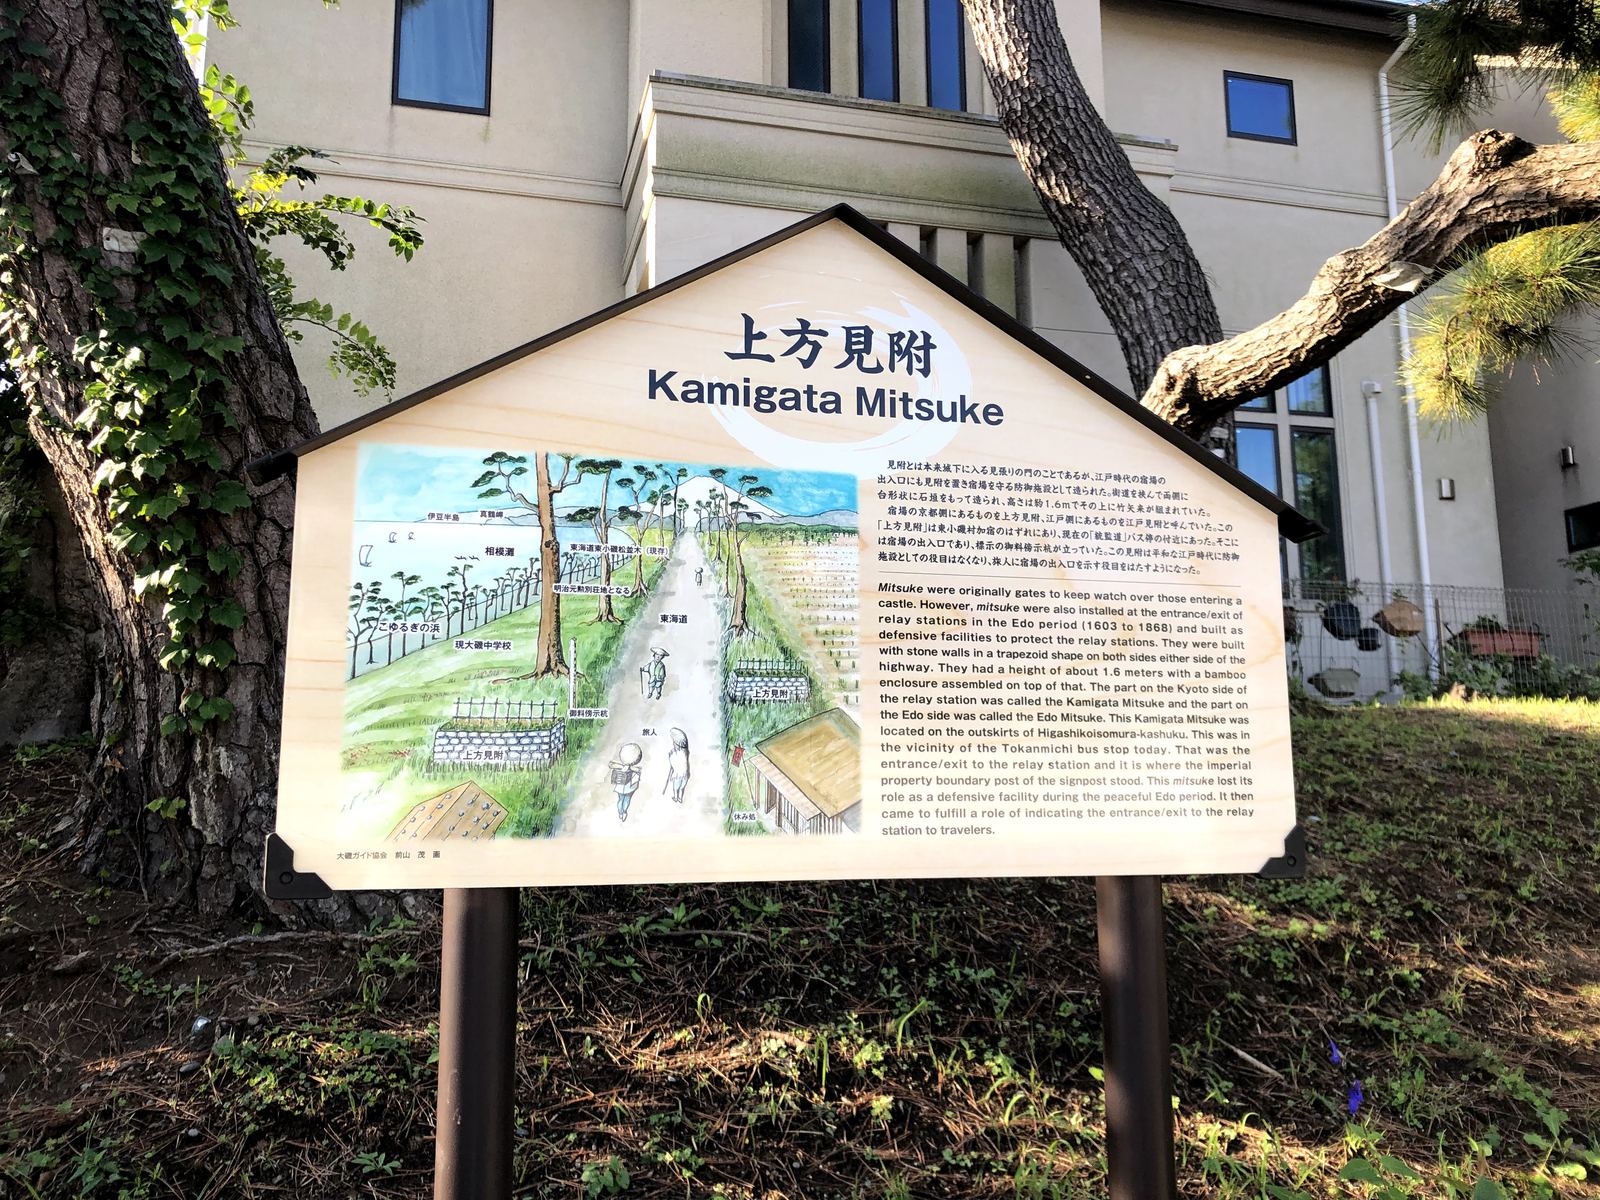 上方見附
Kamigata Mitsuke
見附とは本来城下に入る見張りの門のことであるが、江戸時代の宿場の
出入口にも見附を置き宿場を守る防御施設として造られた。街道を挟んで両側に
台形状に石垣をもって造られ、高さは約1.6mでその上に竹矢来が組まれていた。
宿場の京都側にあるものを上方見附、江戸側にあるものを江戸見附と呼んでいた。この
「上方見附」は東小磯村加宿のはずれにあり、現在の「統監道」バス停の付近にあった。そこに
は宿場の出入口であり、標示の御料傍示杭が立っていた。この見附は平和な江戸時代に防御
施設としての役目はなくなり、旅人に宿場の出入口を示す役目をはたすようになった。
Mitsuke were originally gates to keep watch over those entering a
castle. However, mitsuke were also installed at the entrance/exit of
relay stations in the Edo period (1603 to 1868) and built as
defensive facilities to protect the relay stations. They were built
with stone walls in a trapezoid shape on both sides either side of the
highway. They had a height of about 1.6 meters with a bamboo
enclosure assembled on top of that. The part on the Kyoto side of
the relay station was called the Kamigata Mitsuke and the part on
the Edo side was called the Edo Mitsuke. This Kamigata Mitsuke was
located on the outskirts of Higashikoisomura-kashuku. This was in
the vicinity of the Tokanmichi bus stop today. That was the
entrance/exit to the relay station and it is where the imperial
property boundary post of the signpost stood. This mitsuke lost its
role as a defensive facility during the peaceful Edo period. It then
came to fulfill a role of indicating the entrance/exit to the relay
station to travelers.
伊豆半島
真鶴岬
相模灘
東海道東小磯松並木（現存）
明治元勲別荘地となる
こゆるぎの浜
現大磯中学校
東海道
上方見附
御料傍示杭
上方見附
旅人
休み処
大磯ガイド協会 前山 茂 画